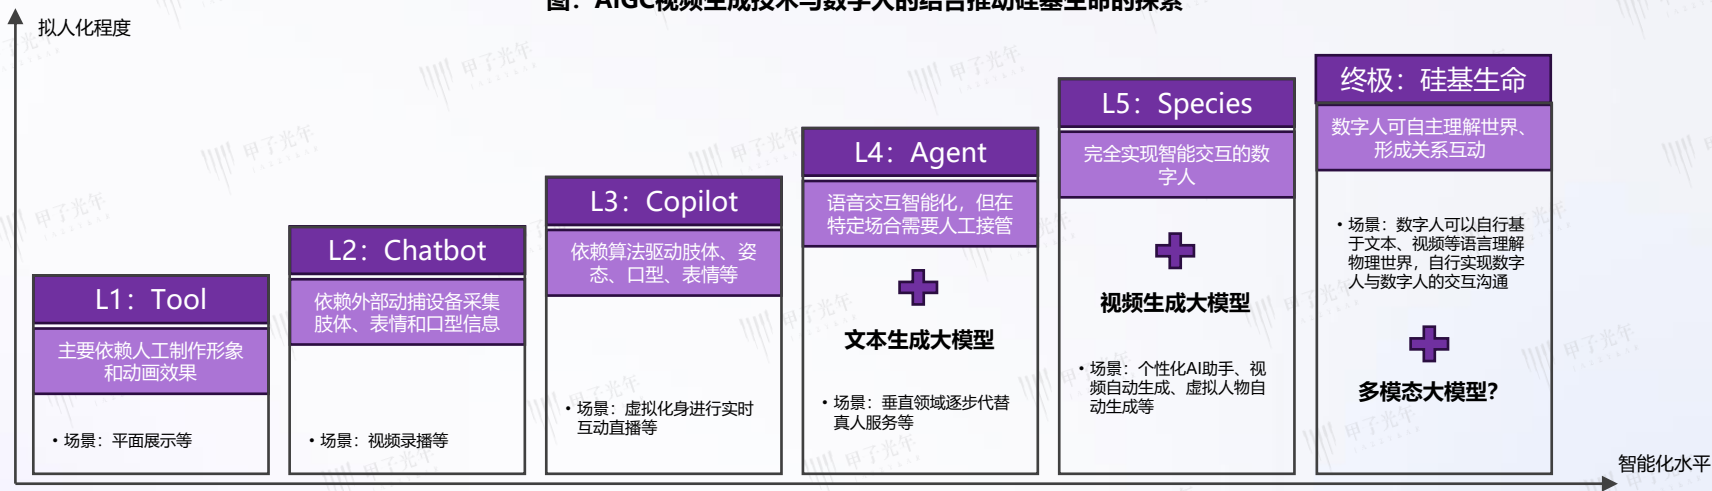 图：AIGC视频生成技术与数字人的结合推动硅基生命的探索
拟人化程度
L1：Tool
主要依赖人工制作形象
和动画效果
• 场景：平面展示等
L2：Chatbot
依赖外部动捕设备采集
肢体、表情和口型信息
• 场景：视频录播等
L3：Copilot
依赖算法驱动肢体、姿
态、口型、表情等
• 场景：虚拟化身进行实时
互动直播等
L4：Agent
语音交互智能化，但在
特定场合需要人工接管
文本生成大模型
• 场景：垂直领域逐步代替
真人服务等
L5：Species
完全实现智能交互的数
字人
视频生成大模型
• 场景：个性化AI助手、视
频自动生成、虚拟人物自
动生成等
终极：硅基生命
数字人可自主理解世界、
形成关系互动
• 场景：数字人可以自行基
于文本、视频等语言理解
物理世界，自行实现数字
人与数字人的交互沟通
多模态大模型？
智能化水平
甲子光年